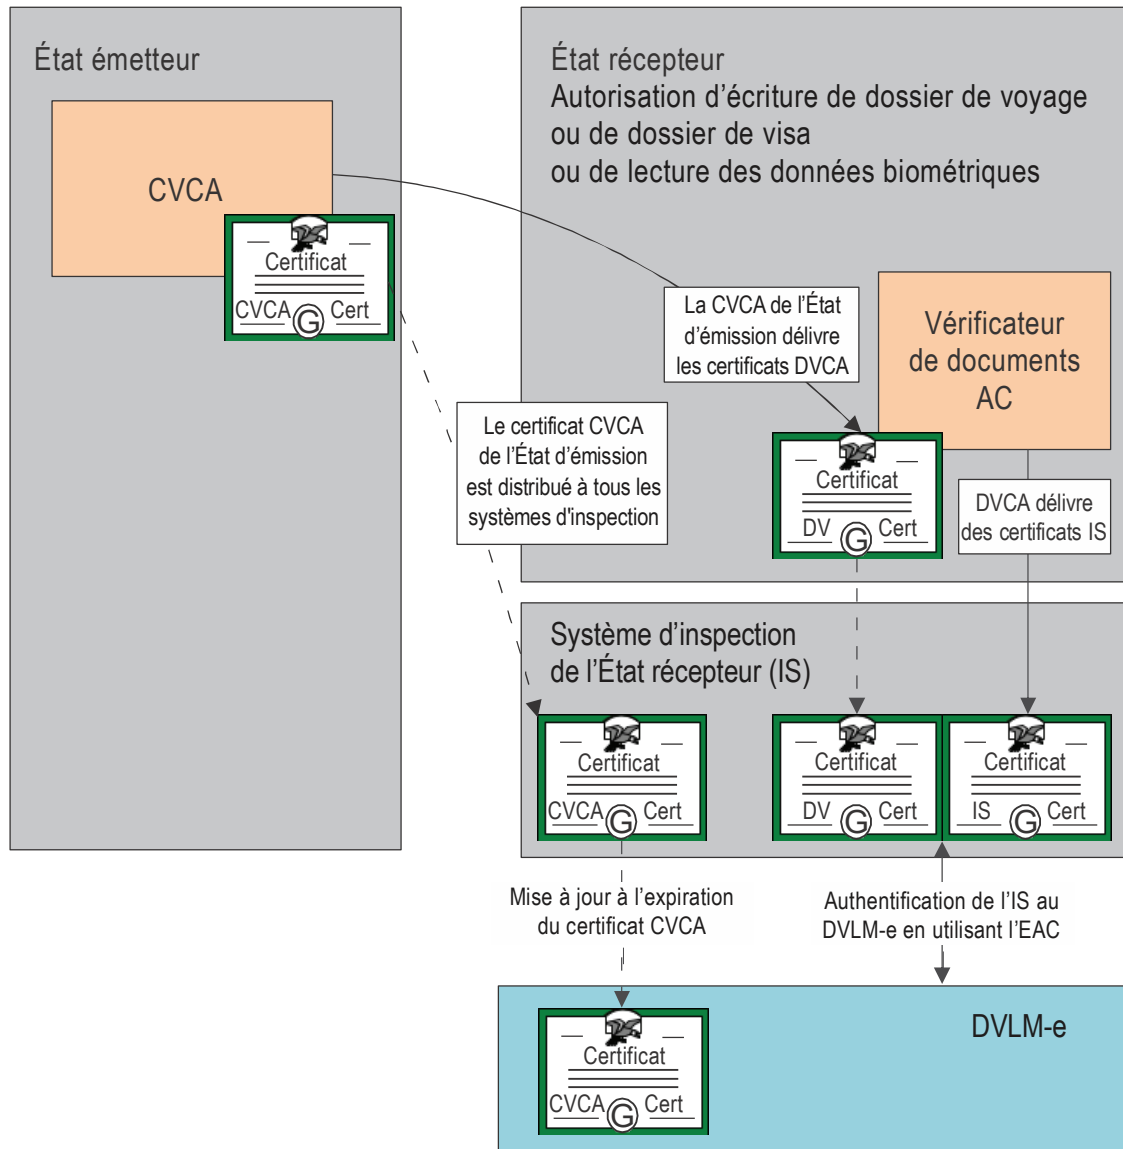 État émetteur
CVCA
Certificat
CVCA G Cert
État récepteur
Autorisation d’écriture de dossier de voyage
ou de dossier de visa
ou de lecture des données biométriques
La CVCA de l’État
d’émission délivre
les certificats DVCA
Vérificateur
de documents
AC
Le certificat CVCA
de l’État d’émission
est distribué à tous les
systèmes d'inspection
Certificat
DV G Cert
DVCA délivre
des certificats IS
Système d’inspection
de l’État récepteur (IS)
Certificat
CVCA G Cert
Certificat
DV G Cert
Certificat
IS G Cert
Mise à jour à l’expiration
du certificat CVCA
Authentification de l’IS au
DVLM-e en utilisant l’EAC
DVLM-e
Certificat
CVCA G Cert